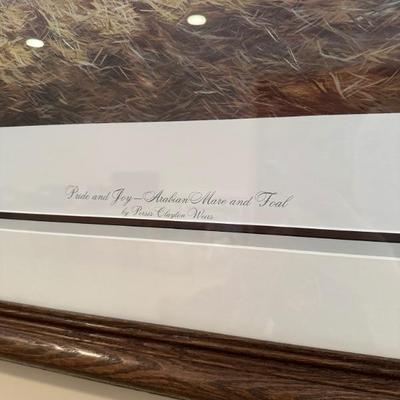 Pride and Joy—Arabian Mare and Foal
by Persis Clayton Weirs